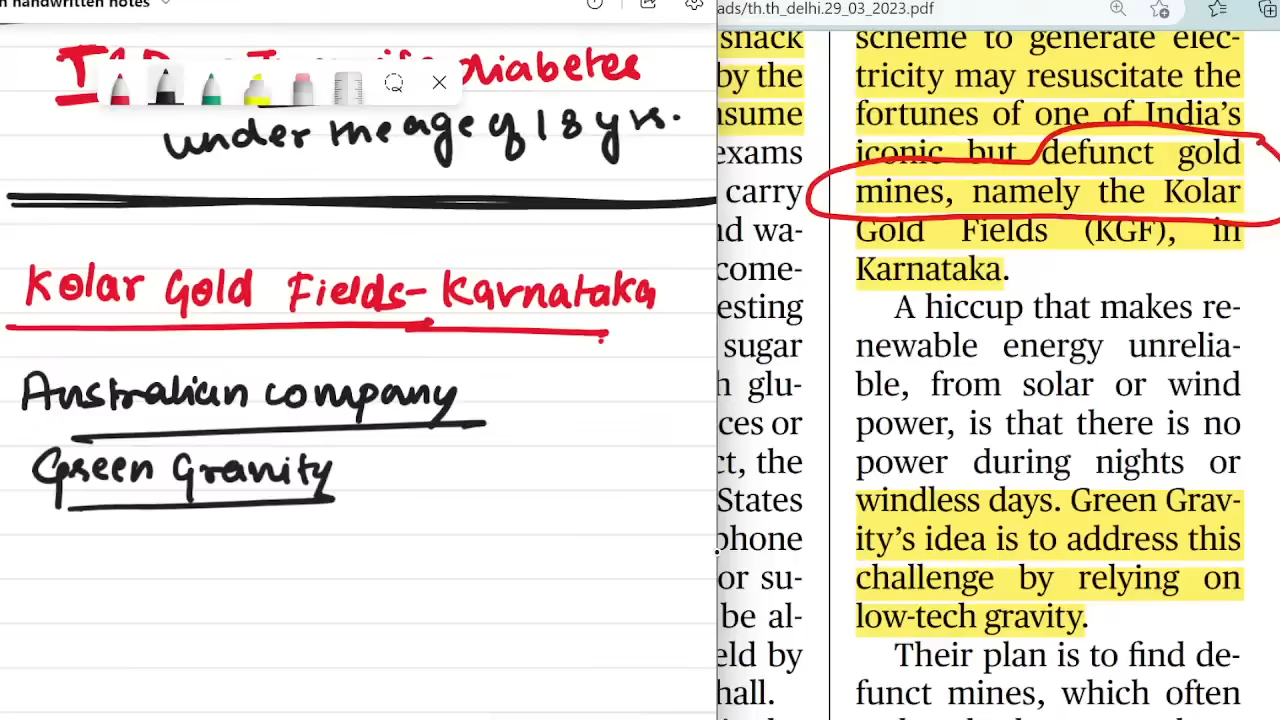 n handwritten notes
diabetes
under the age of 18 yrs.
Kolar Gold Fields-Karnataka
Australian company
Green Gravity
ads/th.th_delhi.29_03_2023.pdf
snack
by the
nsume
exams
carry
nd wa-
come-
esting
sugar
h glu-
ces or
ct, the
States
phone
or su-
be al-
eld by
hall.
scheme to generate elec-
tricity may resuscitate the
fortunes of one of India's
iconic but defunct gold
mines, namely the Kolar
Gold Fields (KGF), in
Karnataka.
A hiccup that makes re-
newable energy unrelia-
ble, from solar or wind
power, is that there is no
power during nights or
windless days. Green Grav-
ity's idea is to address this
challenge by relying on
low-tech gravity.
Their plan is to find de-
funct mines, which often